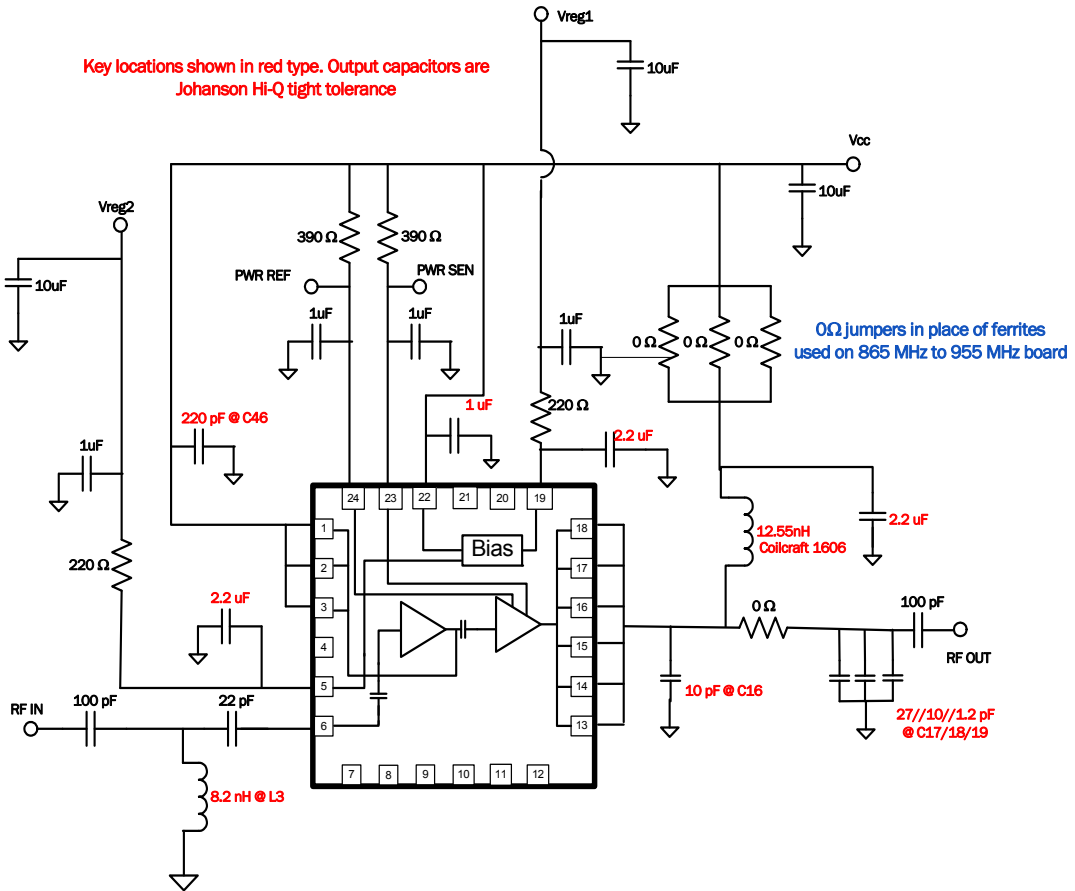 Vreg1
Key locations shown in red type. Output capacitors are
Johanson Hi-Q tight tolerance
10uF
Vcc
10uF
Vreg2
390 Ω
390 Ω
PWR REF
PWR SEN
10uF
1uF
1uF
1uF
0 Ω
0 Ω
0 Ω
0Ω jumpers in place of ferrites
used on 865 MHz to 955 MHz board
220 pF @ C46
1 uF
220 Ω
1uF
2.2 uF
24
23
22
21
20
19
2.2 uF
12.55nH
Coilcraft 1606
1
2
3
4
5
6
Bias
18
17
16
15
14
13
220 Ω
2.2 uF
0 Ω
100 pF
RF OUT
10 pF @ C16
27//10//1.2 pF
@ C17/18/19
RF IN
100 pF
22 pF
8.2 nH @ L3
7
8
9
10
11
12